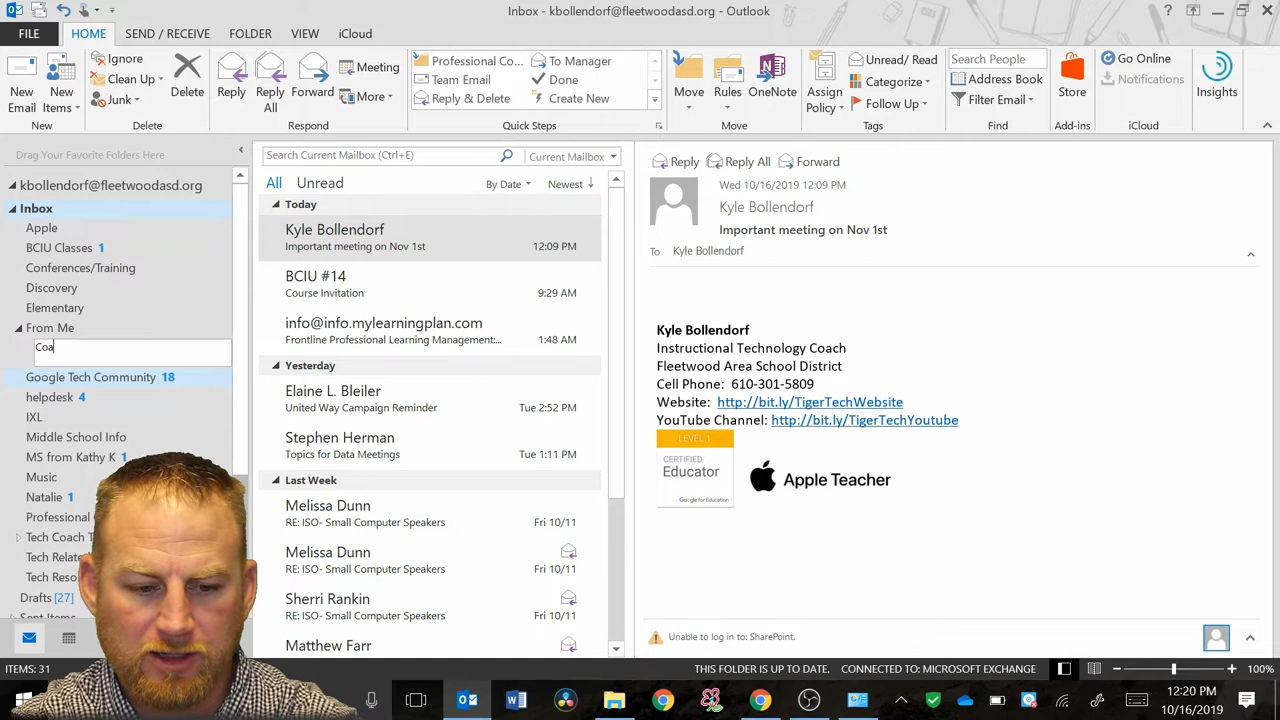 Inbox - kbollendorf@fleetwoodasd.org - Outlook
FILE HOME SEND / RECEIVE FOLDER VIEW iCloud
New Email
New Items
New
Ignore
Clean Up
Junk
Delete
Delete
Reply
Reply All
Forward
Meeting
More
Respond
Professional Co...
Team Email
Reply & Delete
To Manager
Done
Create New
Quick Steps
Move
Rules
OneNote
Move
Assign Policy
Unread/ Read
Categorize
Follow Up
Tags
Search People
Address Book
Filter Email
Find
Store
Add-ins
Go Online
Notifications
iCloud
Insights
Drag Your Favorite Folders Here
kbollendorf@fleetwoodasd.org
Inbox
Apple
BCIU Classes 1
Conferences/Training
Discovery
Elementary
From Me
Coa
Google Tech Community 18
helpdesk 4
IXL
Middle School Info
MS from Kathy K 1
Music
Natalie 1
Professional
Tech Coach T
Tech Rela
Tech Reso
Drafts [27]
Sent Items
Search Current Mailbox (Ctrl+E)
Current Mailbox
All Unread
By Date Newest
Today
Kyle Bollendorf
Important meeting on Nov 1st 12:09 PM
BCIU #14
Course Invitation 9:29 AM
info@info.mylearningplan.com
Frontline Professional Learning Management:... 1:48 AM
Yesterday
Elaine L. Bleiler
United Way Campaign Reminder Tue 2:52 PM
Stephen Herman
Topics for Data Meetings Tue 1:11 PM
Last Week
Melissa Dunn
RE: ISO- Small Computer Speakers Fri 10/11
Melissa Dunn
RE: ISO- Small Computer Speakers Fri 10/11
Sherri Rankin
RE: ISO- Small Computer Speakers Fri 10/11
Matthew Farr
Reply Reply All Forward
Wed 10/16/2019 12:09 PM
Kyle Bollendorf
Important meeting on Nov 1st
To Kyle Bollendorf
Kyle Bollendorf
Instructional Technology Coach
Fleetwood Area School District
Cell Phone: 610-301-5809
Website: http://bit.ly/TigerTechWebsite
YouTube Channel: http://bit.ly/TigerTechYoutube
LEVEL 1
CERTIFIED
Educator
Google for Education
Apple Teacher
Unable to log in to: SharePoint.
ITEMS: 31
THIS FOLDER IS UP TO DATE. CONNECTED TO: MICROSOFT EXCHANGE 100%
12:20 PM
10/16/2019